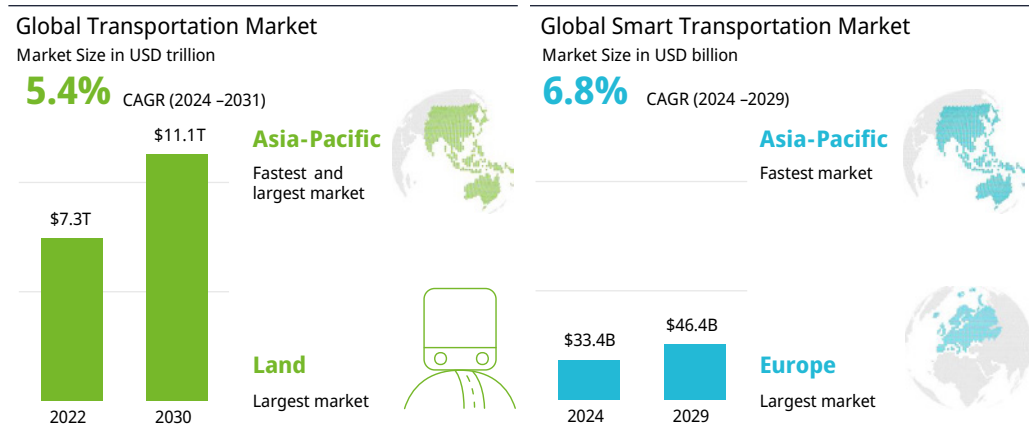 Global Transportation Market
Market Size in USD trillion
5.4% CAGR (2024 –2031)
$11.1T
$7.3T
2022
2030
Asia-Pacific
Fastest and
largest market
Land
Largest market
Global Smart Transportation Market
Market Size in USD billion
6.8% CAGR (2024 –2029)
$33.4B
$46.4B
2024
2029
Asia-Pacific
Fastest market
Europe
Largest market